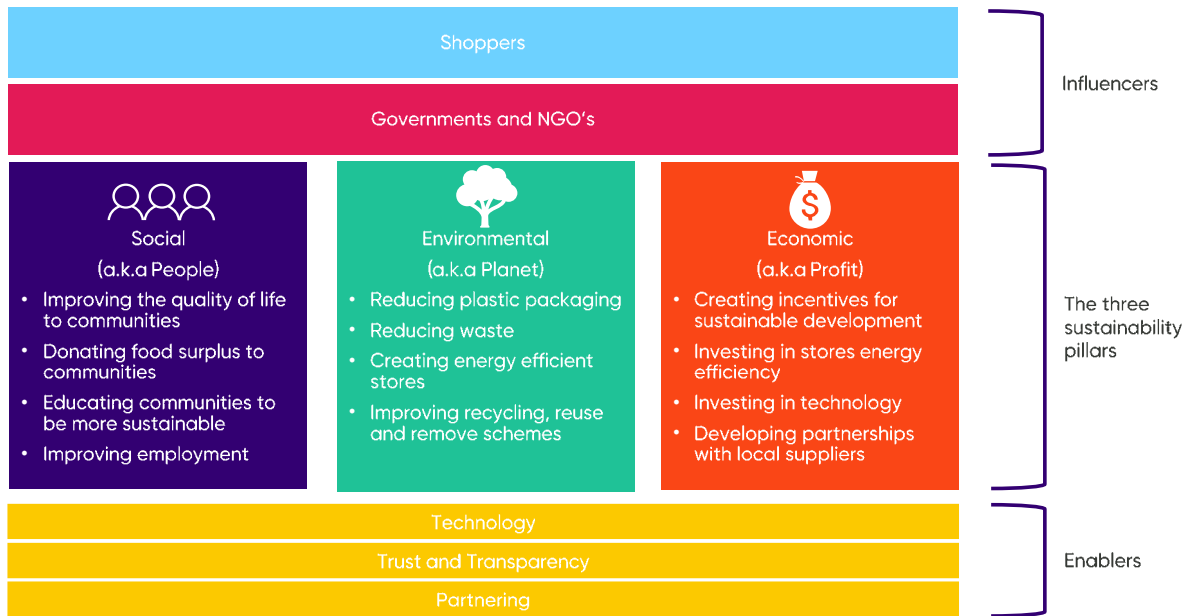 Shoppers
Influencers
Governments and NGO's
$
Social
(a.k.a People)
• Improving the quality of life
to communities
• Donating food surplus to
communities
• Educating communities to
be more sustainable
• Improving employment
Environmental
(a.k.a Planet)
• Reducing plastic packaging
• Reducing waste
• Creating energy efficient
stores
• Improving recycling, reuse
and remove schemes
Economic
(a.k.a Profit)
• Creating incentives for
sustainable development
• Investing in stores energy
efficiency
• Investing in technology
• Developing partnerships
with local suppliers
The three
sustainability
pillars
Technology
Trust and Transparency
Partnering
Enablers